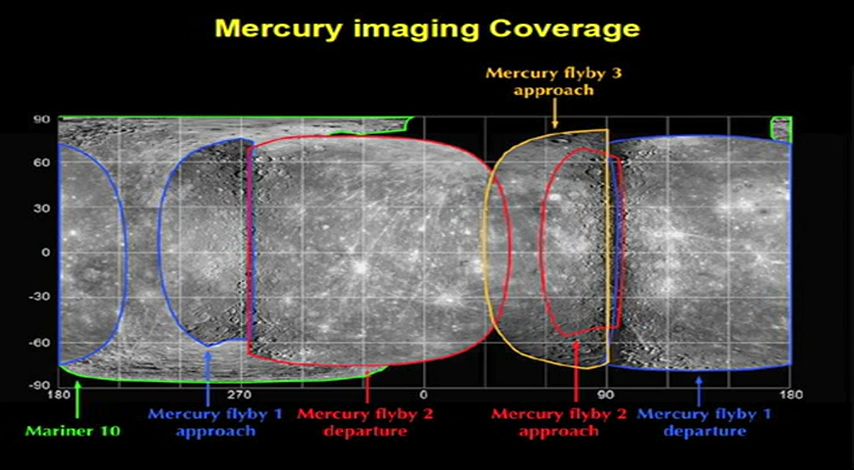 Mercury imaging Coverage
Mercury flyby 3
approach
90
60
30
0
-30
-60
-90
180
270
0
90
180
Mariner 10
Mercury flyby 1
approach
Mercury flyby 2
departure
Mercury flyby 2
approach
Mercury flyby 1
departure